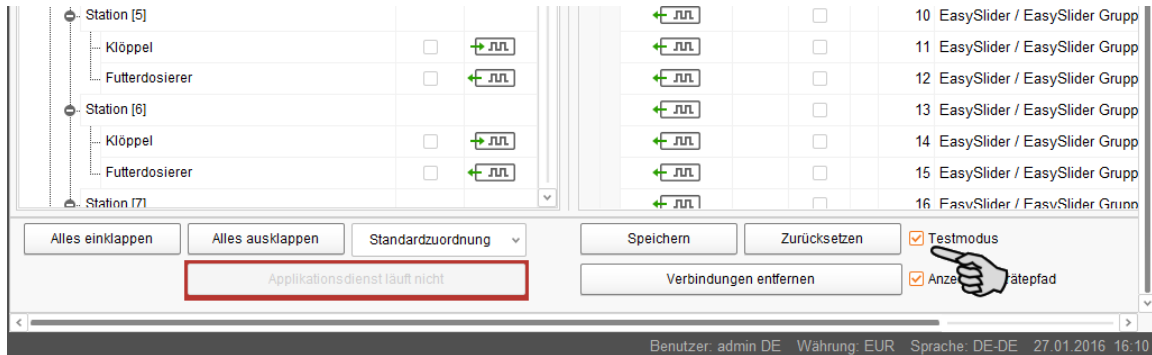 Station [5]
10 EasySlider / EasySlider Grupp
Klöppel
11 EasySlider / EasySlider Grupp
Futterdosierer
12 EasySlider / EasySlider Grupp
Station [6]
13 EasySlider / EasySlider Grupp
Klöppel
14 EasySlider / EasySlider Grupp
Futterdosierer
15 EasySlider / EasySlider Grupp
Station [7]
16 EasySlider / EasySlider Grupp
Alles einklappen Alles ausklappen Standardzuordnung Speichern Zurücksetzen Testmodus
Applikationsdienst läuft nicht Verbindungen entfernen
Benutzer: admin DE Währung: EUR Sprache: DE-DE 27.01.2016 16:10